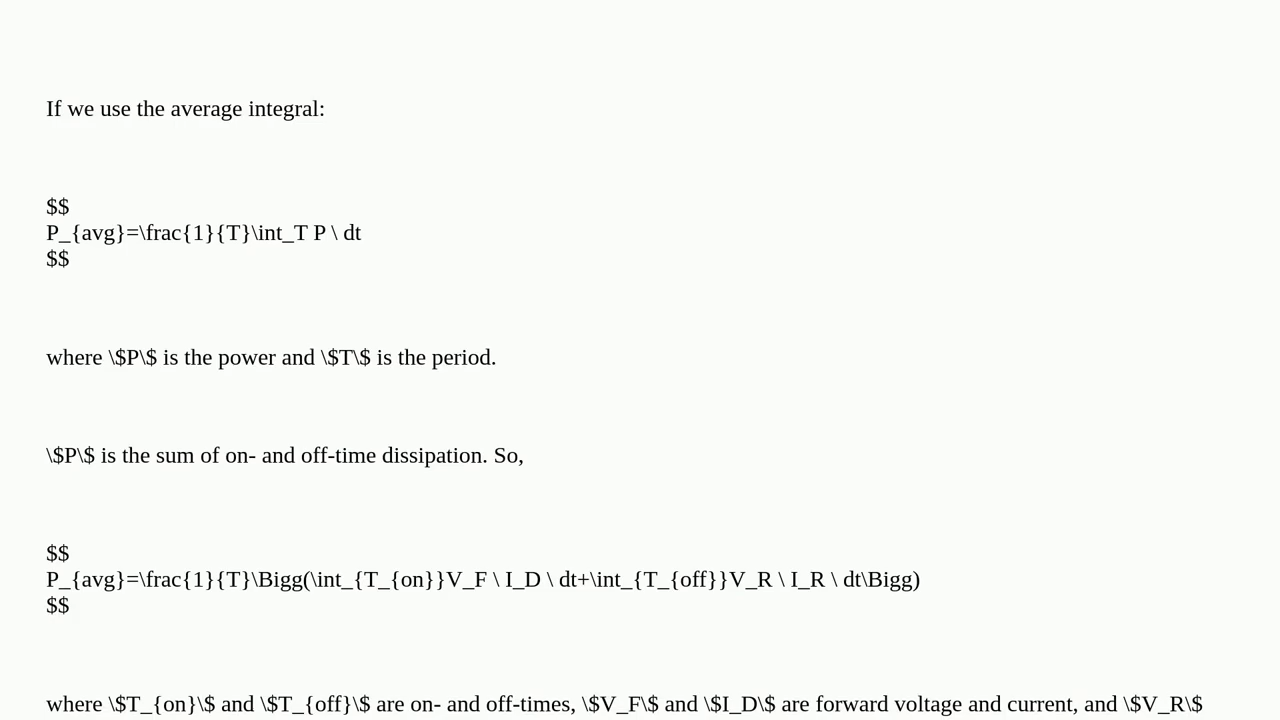 If we use the average integral:
$$
P_{avg}=\frac{1}{T}\int_T P \ dt
$$
where \$P\$ is the power and \$T\$ is the period.
\$P\$ is the sum of on- and off-time dissipation. So,
$$
P_{avg}=\frac{1}{T}\Bigg(\int_{T_{on}}V_F \ I_D \ dt+\int_{T_{off}}V_R \ I_R \ dt\Bigg)
$$
where \$T_{on}\$ and \$T_{off}\$ are on- and off-times, \$V_F\$ and \$I_D\$ are forward voltage and current, and \$V_R\$